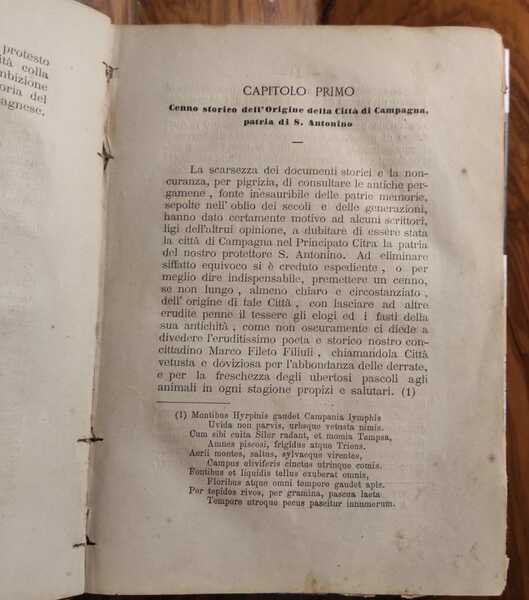 protesto
ità colla
mbizione
oria del
agnese.
CAPITOLO PRIMO
Cenno storico dell'Origine della Città di Campagna,
patria di S. Antonino
La scarsezza dei documenti storici e la non-
curanza, per pigrizia, di consultare le antiche per-
gamene , fonte inesauribile delle patrie memorie,
sepolte nell'oblio dei secoli e delle generazioni,
hanno dato certamente motivo ad alcuni scrittori,
ligi dell'altrui opinione, a dubitare di essere stata
la città di Campagna nel Principato Citra la patria
del nostro protettore S. Antonino. Ad eliminare
siffatto equivoco si è creduto espediente , o per
meglio dire indispensabile, premettere un cenno,
se non lungo , almeno chiaro e circostanziato ,
dell' origine di tale Città , con lasciare ad altre
erudite penne il tessere gli elogi ed i fasti della
sua antichità , come non oscuramente ci diede a
divedere l'eruditissimo poeta e storico nostro con-
cittadino Marco Fileto Filiuli , chiamandola Città
vetusta e doviziosa per l'abbondanza delle derrate,
e per la freschezza degli ubertosi pascoli agli
animali in ogni stagione propizi e salutari. (1)
(1) Montibus Hyrpinis gaudet Campania lymphis
Uvida non parvis, urbsque vetusta nimis.
Cum sibi culta Siler radant, et momia Tempsa,
Amnes piscosi, frigidus atque Triens.
Aerii montes, saltus, sylvaeque virentes,
Campus oliviferis cinctus utrinque comis.
Fontibus et liquidis tellus exuberat omnis,
Floribus atque omni tempore gaudet apis.
Per tepidos rivos, per gramina, pascua laeta
Tempore utroque pecus pascitur innumerum.